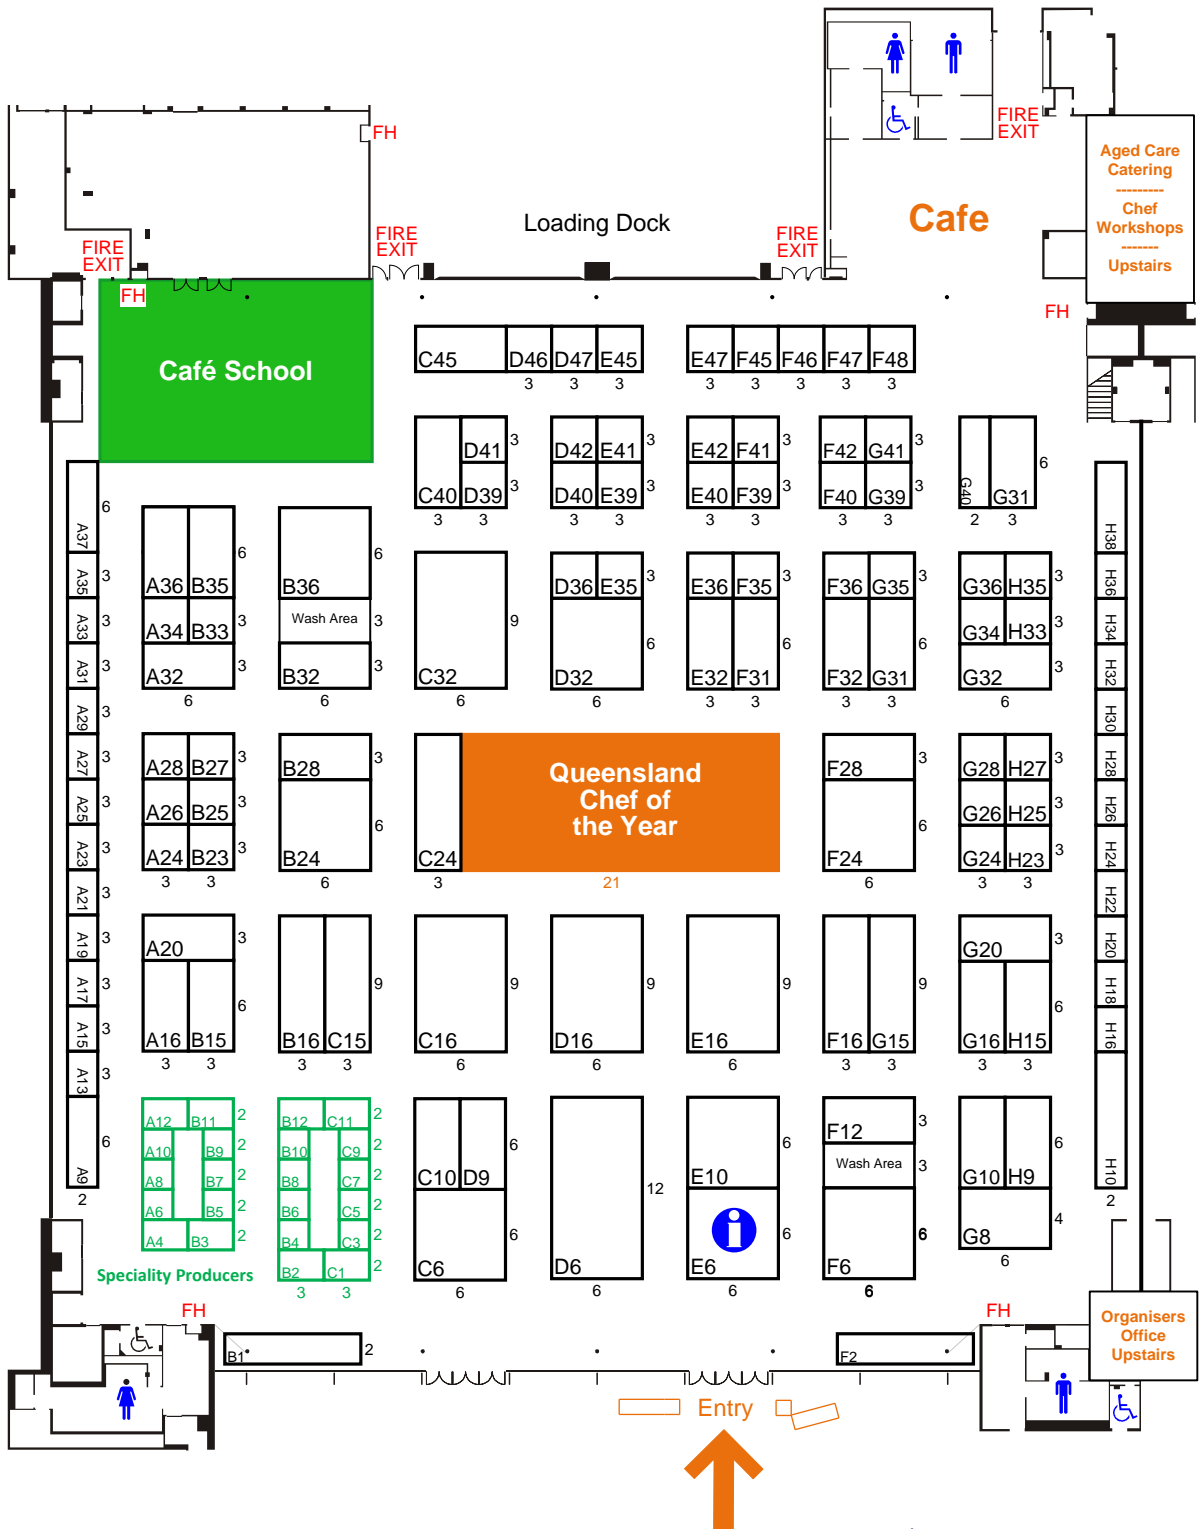 FH
FIRE
EXIT
Aged Care
Catering
---------
Chef
Workshops
-------
Upstairs
Cafe
Loading Dock
FIRE
EXIT
FIRE
EXIT
FIRE
EXIT
FH
FH
Café School
C45 D46 D47 E45 E47 F45 F46 F47 F48
3 3 3 3 3 3 3 3
D41 3 D42 E41 3 E42 F41 3 F42 G41 3
C40 D39 3 D40 E39 3 E40 F39 3 F40 G39 3 G40 G31 6
3 3 3 3 3 3 3 3 2 3
A37 6
A35 3
A33 3
A31 3
A29 3
A27 3
A25 3
A23 3
A21 3
A19 3
A17 3
A15 3
A13 3
A9 6
2
A36 B35 6 B36 6
A34 B33 3 Wash Area 3
A32 3 B32 3
6 6
C32 9
6
D36 E35 3 E36 F35 3 F36 G35 3 G36 H35 3
G34 H33 3
D32 6 E32 F31 6 F32 G31 6 G32 3
6 3 3 3 3 6
H38
H36
H34
H32
H30
H28
H26
H24
H22
H20
H18
H16
H10
2
A28 B27 3 B28 3
A26 B25 3
A24 B23 3 B24 6
3 3 6
C24
3
Queensland
Chef of
the Year
21
F28 3 G28 H27 3
G26 H25 3
F24 6 G24 H23 3
6 3 3
A20 3
A16 B15 6 B16 C15 9 C16 9 D16 9 E16 9 F16 G15 9
3 3 3 3 6 6 6 3 3
G20 3
G16 H15 6
3 3
A12 B11 2 B12 C11 2
A10 B9 2 B10 C9 2
A8 B7 2 B8 C7 2
A6 B5 2 B6 C5 2
A4 B3 2 B4 C3 2
Speciality Producers B2 C1 2
3 3
C10 D9 6
C6 6
6
D6 12
6
E10 6
i
E6 6
6
F12 3
Wash Area 3
F6 6
6
G10 H9 6
G8 4
6
FH
FH
Organisers
Office
Upstairs
B1 2
F2
Entry